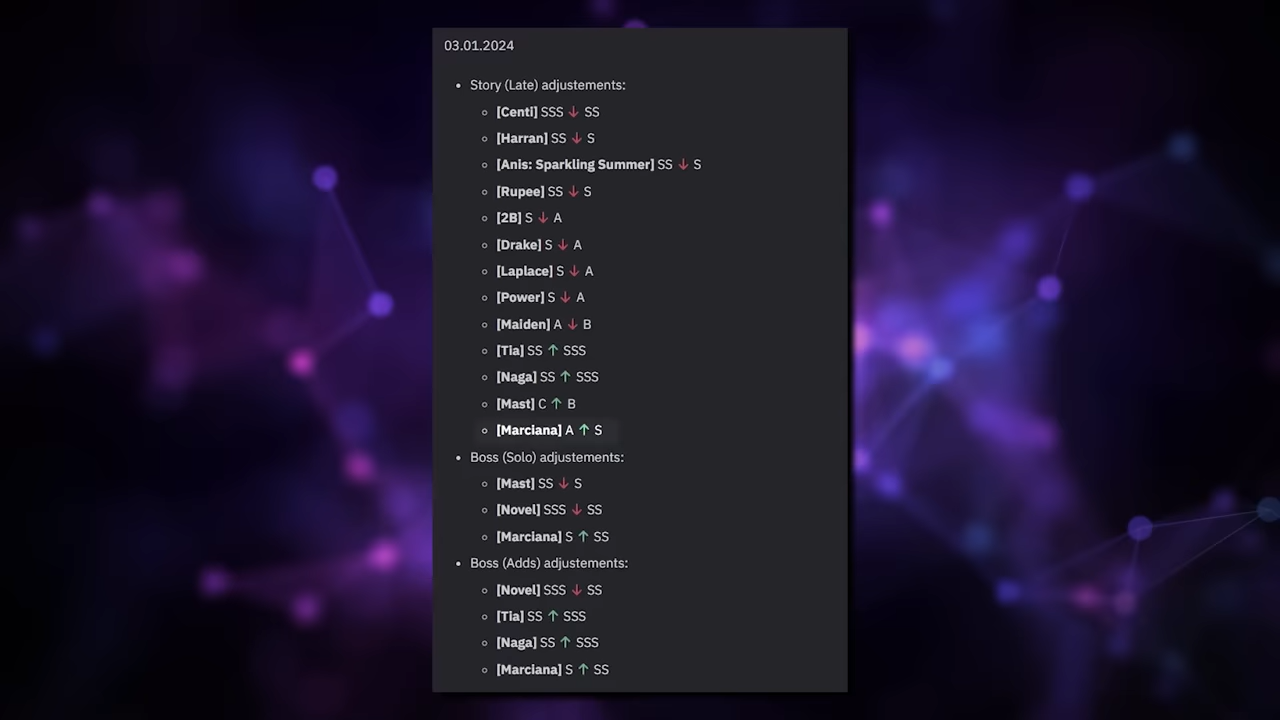 03.01.2024
• Story (Late) adjustements:
◦ [Centi] SSS ↓ SS
◦ [Harran] SS ↓ S
◦ [Anis: Sparkling Summer] SS ↓ S
◦ [Rupee] SS ↓ S
◦ [2B] S ↓ A
◦ [Drake] S ↓ A
◦ [Laplace] S ↓ A
◦ [Power] S ↓ A
◦ [Maiden] A ↓ B
◦ [Tia] SS ↑ SSS
◦ [Naga] SS ↑ SSS
◦ [Mast] C ↑ B
◦ [Marciana] A ↑ S
• Boss (Solo) adjustements:
◦ [Mast] SS ↓ S
◦ [Novel] SSS ↓ SS
◦ [Marciana] S ↑ SS
• Boss (Adds) adjustements:
◦ [Novel] SSS ↓ SS
◦ [Tia] SS ↑ SSS
◦ [Naga] SS ↑ SSS
◦ [Marciana] S ↑ SS